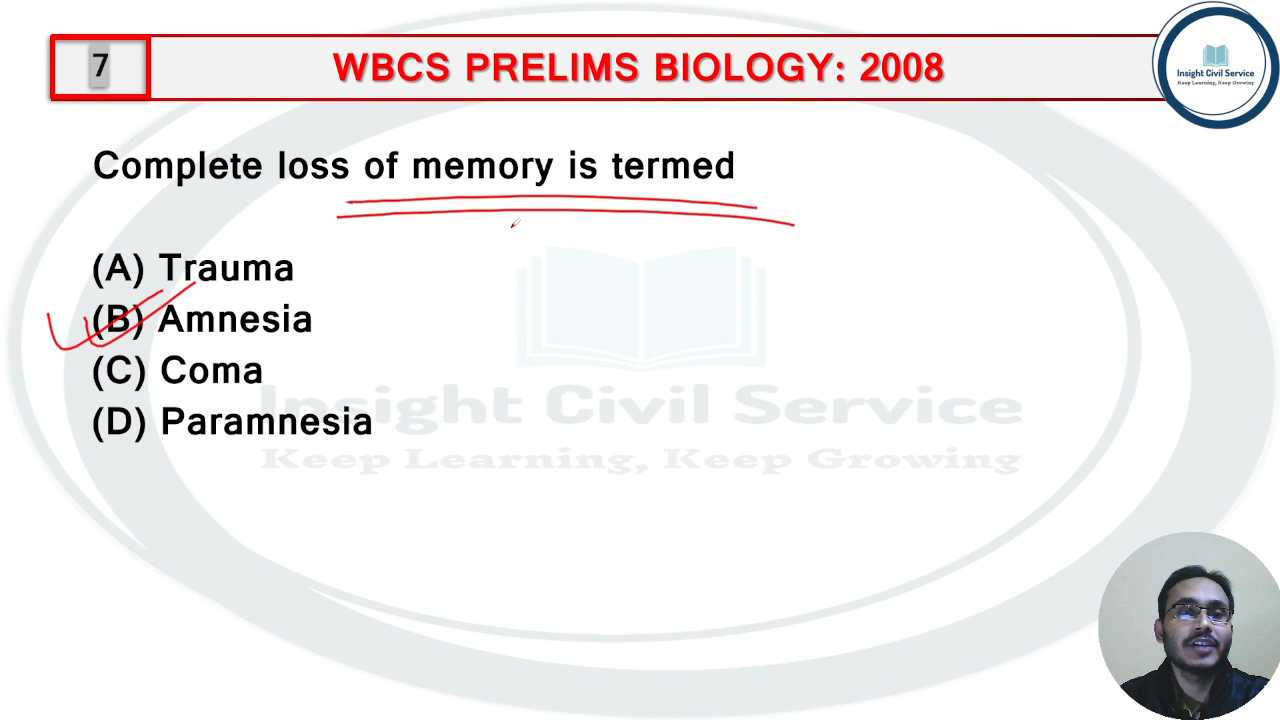 7
WBCS PRELIMS BIOLOGY: 2008
Insight Civil Service
Keep Learning, Keep Growing
Complete loss of memory is termed
(A) Trauma
(B) Amnesia
(C) Coma
(D) Paramnesia
Insight Civil Service
Keep Learning, Keep Growing